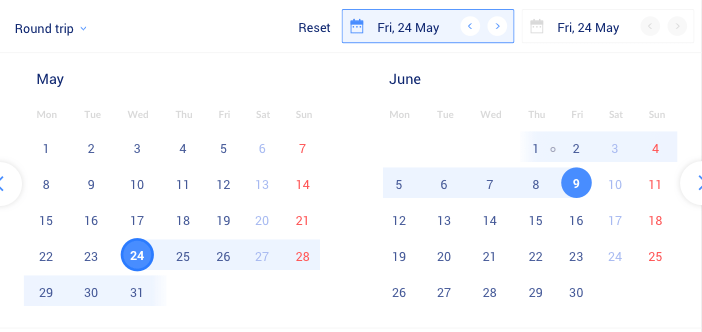 Round trip Reset Fri, 24 May Fri, 24 May
May
Mon Tue Wed Thu Fri Sat Sun
1 2 3 4 5 6 7
8 9 10 11 12 13 14
15 16 17 18 19 20 21
22 23 24 25 26 27 28
29 30 31
June
Mon Tue Wed Thu Fri Sat Sun
1 2 3 4
5 6 7 8 9 10 11
12 13 14 15 16 17 18
19 20 21 22 23 24 25
26 27 28 29 30